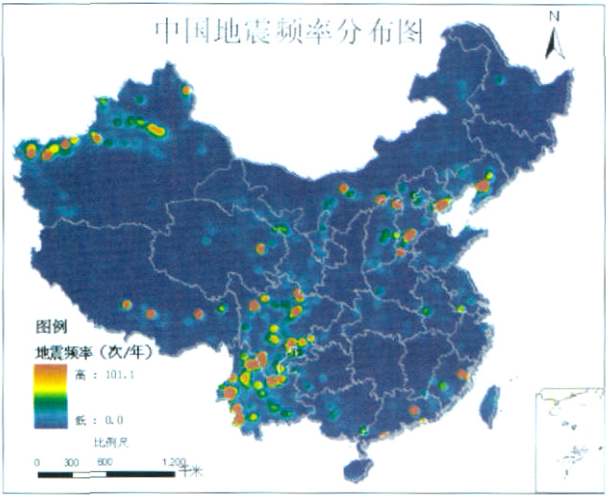 中国地震频率分布图
N
图例
地震频率（次/年）
高 : 101.1
低 : 0.0
比例尺
0 300 600 1,200
千米